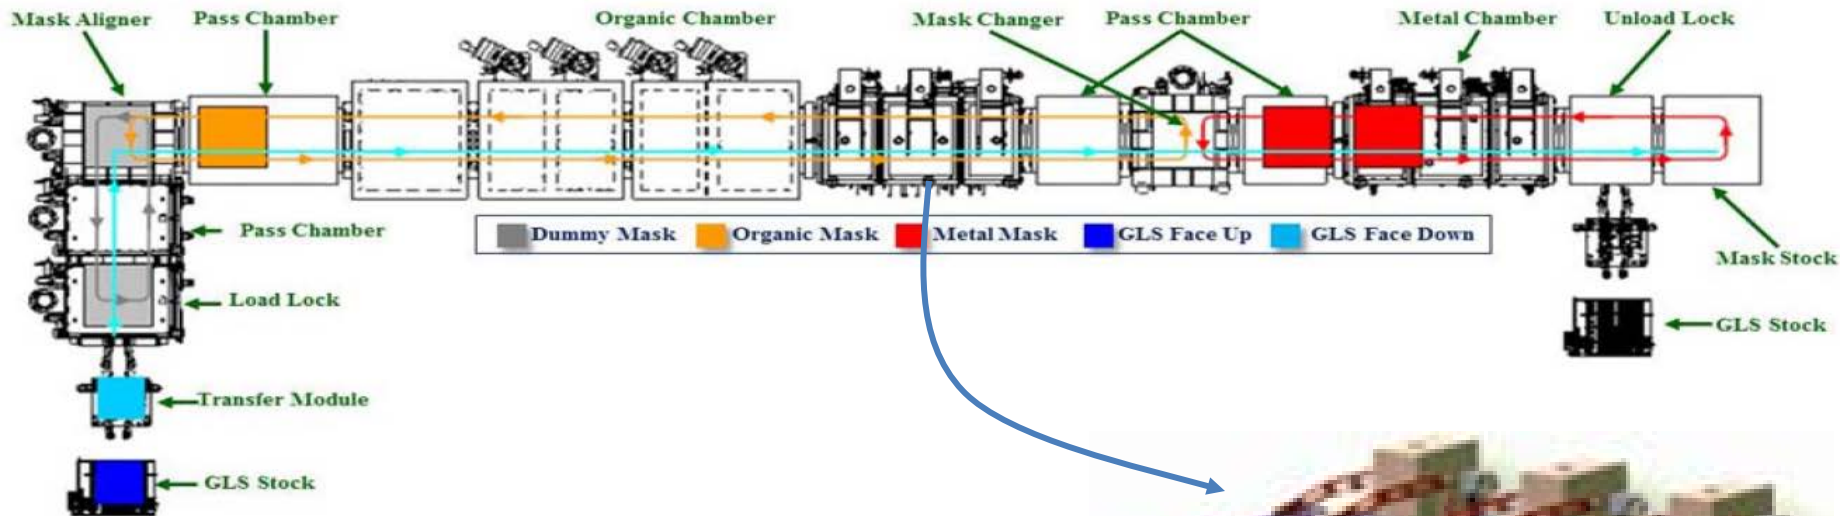 Mask Aligner
Pass Chamber
Organic Chamber
Mask Changer
Pass Chamber
Metal Chamber
Unload Lock
Pass Chamber
Dummy Mask
Organic Mask
Metal Mask
GLS Face Up
GLS Face Down
Mask Stock
Load Lock
GLS Stock
Transfer Module
GLS Stock